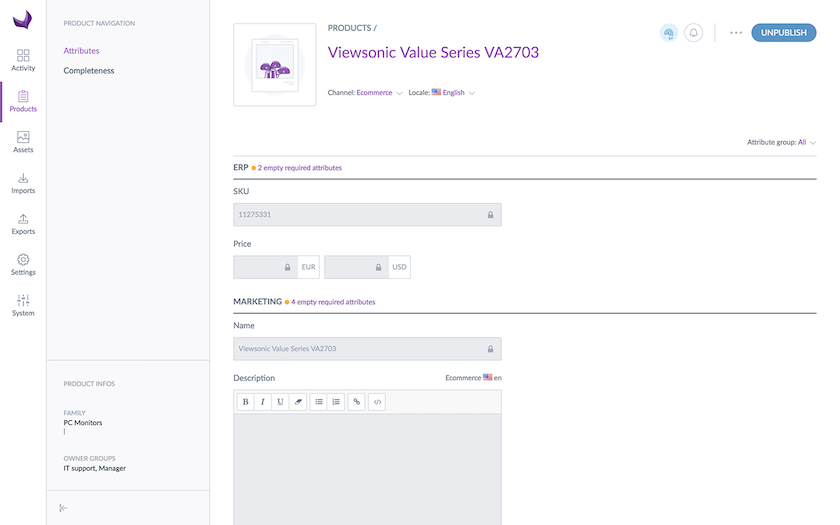 Activity
Products
Assets
Imports
Exports
Settings
System
PRODUCT NAVIGATION
Attributes
Completeness
PRODUCT INFOS
FAMILY
PC Monitors
OWNER GROUPS
IT support, Manager
PRODUCTS /
UNPUBLISH
Viewsonic Value Series VA2703
Channel: Ecommerce Locale: English
Attribute group: All
ERP 2 empty required attributes
SKU
11275331
Price
EUR USD
MARKETING 4 empty required attributes
Name
Viewsonic Value Series VA2703
Description Ecommerce en
B I U </>